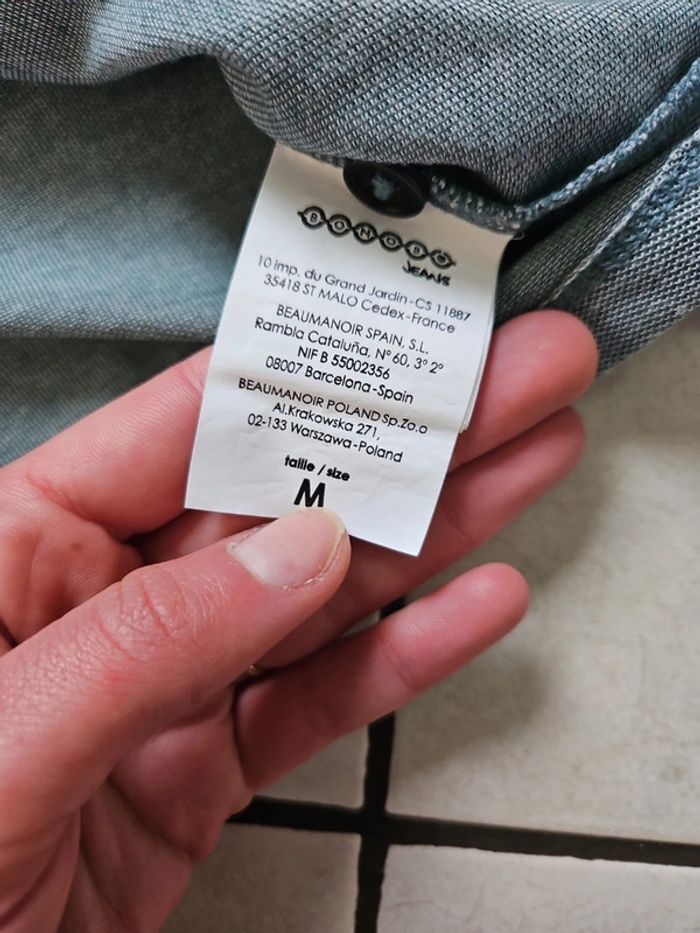 BONOBO
JEANS
10 imp. du Grand Jardin-CS 11887
35418 ST MALO Cedex-France
BEAUMANOIR SPAIN, S.L.
Rambla Cataluña, Nº 60, 3º 2º
NIF B 55002356
08007 Barcelona-Spain
BEAUMANOIR POLAND Sp.Zo.o
Al.Krakowska 271,
02-133 Warszawa-Poland
taille / size
M